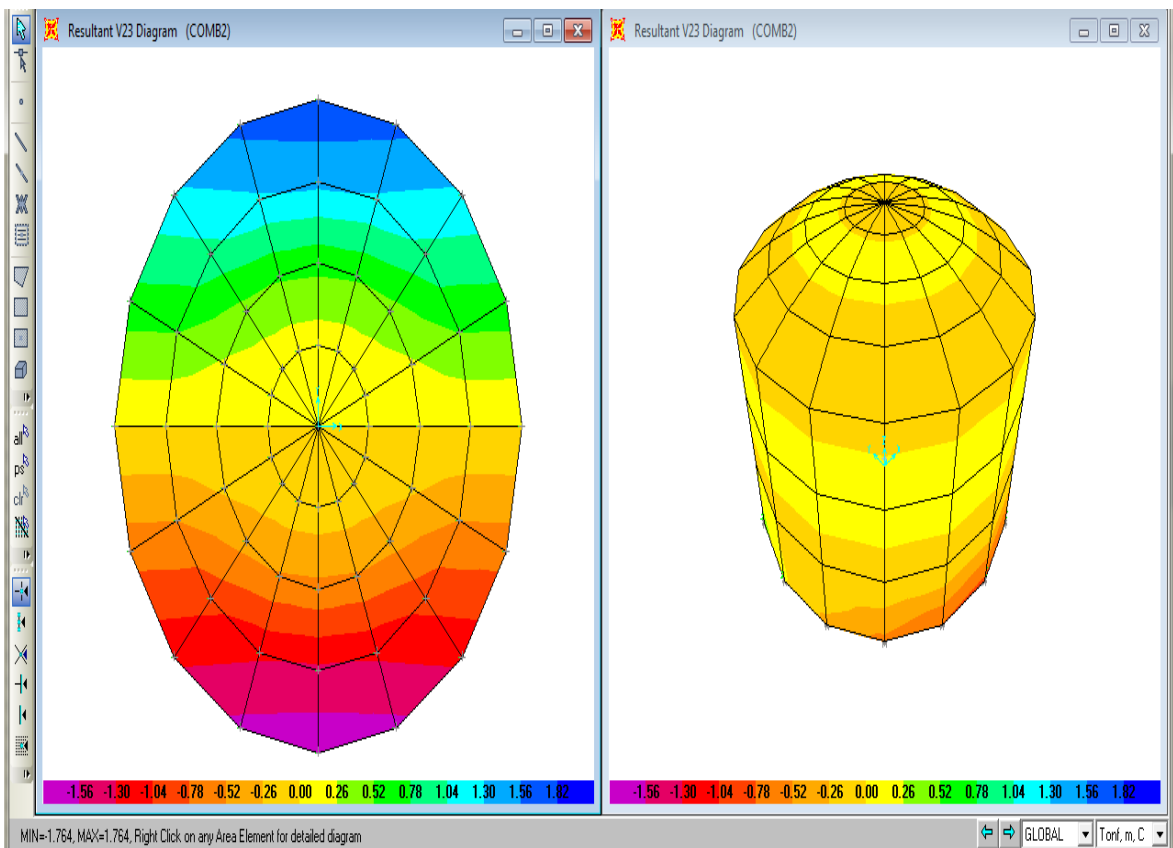 Resultant V23 Diagram (COMB2)
Resultant V23 Diagram (COMB2)
all
ps
clr
-1.56 -1.30 -1.04 -0.78 -0.52 -0.26 0.00 0.26 0.52 0.78 1.04 1.30 1.56 1.82
-1.56 -1.30 -1.04 -0.78 -0.52 -0.26 0.00 0.26 0.52 0.78 1.04 1.30 1.56 1.82
MIN=-1.764, MAX=1.764, Right Click on any Area Element for detailed diagram
GLOBAL
Tonf, m, C